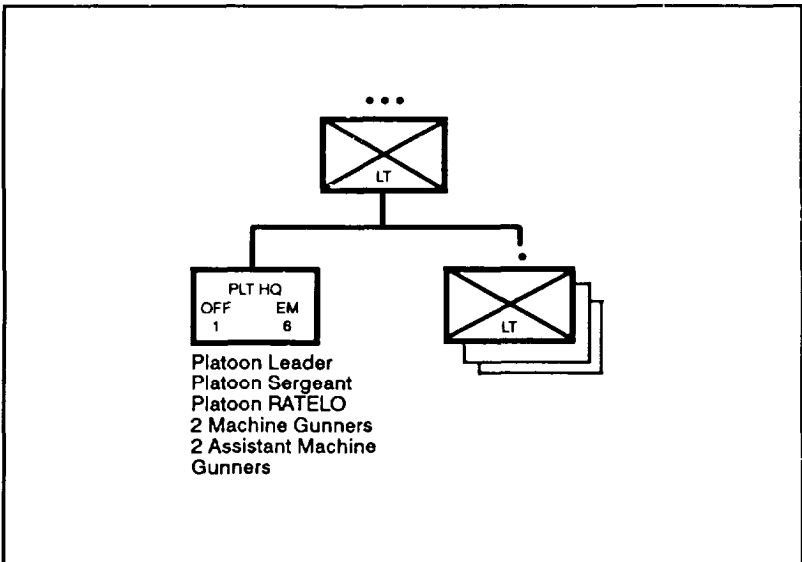 LT
PLT HQ
OFF EM
1 6
LT
Platoon Leader
Platoon Sergeant
Platoon RATELO
2 Machine Gunners
2 Assistant Machine
Gunners